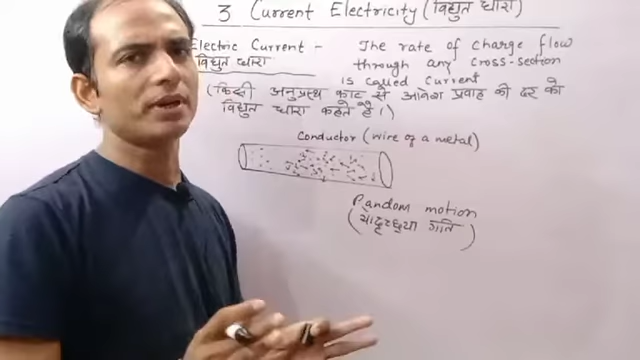 3 Current Electricity (विद्युत धारा)
Electric Current - The rate of charge flow
विद्युत धारा through any cross-section
is called current
(किसी अनुप्रस्थ काट से आवेश प्रवाह की दर को
विद्युत धारा कहते है।)
Conductor (wire of a metal)
Random motion
(यादृच्छया गति)